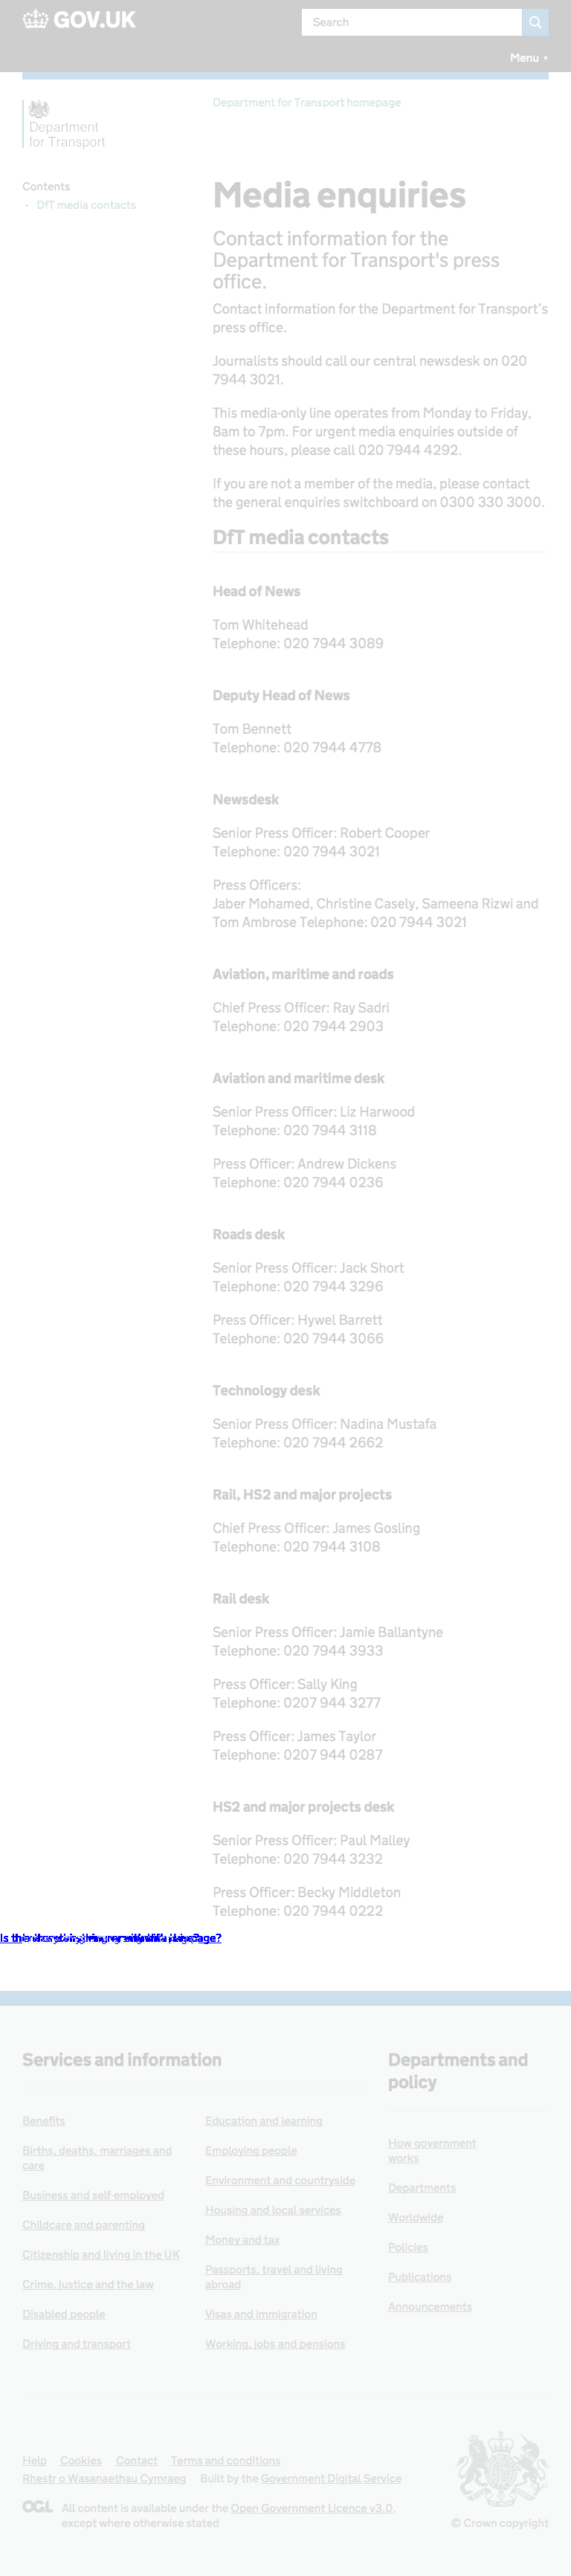 GOV.UK
Search
Menu ▼
Department
for Transport
Department for Transport homepage
Contents
- DfT media contacts
Media enquiries
Contact information for the
Department for Transport's press
office.
Contact information for the Department for Transport's
press office.
Journalists should call our central newsdesk on 020
7944 3021.
This media-only line operates from Monday to Friday,
8am to 7pm. For urgent media enquiries outside of
these hours, please call 020 7944 4292.
If you are not a member of the media, please contact
the general enquiries switchboard on 0300 330 3000.
DfT media contacts
Head of News
Tom Whitehead
Telephone: 020 7944 3089
Deputy Head of News
Tom Bennett
Telephone: 020 7944 4778
Newsdesk
Senior Press Officer: Robert Cooper
Telephone: 020 7944 3021
Press Officers:
Jaber Mohamed, Christine Casely, Sameena Rizwi and
Tom Ambrose Telephone: 020 7944 3021
Aviation, maritime and roads
Chief Press Officer: Ray Sadri
Telephone: 020 7944 2903
Aviation and maritime desk
Senior Press Officer: Liz Harwood
Telephone: 020 7944 3118
Press Officer: Andrew Dickens
Telephone: 020 7944 0236
Roads desk
Senior Press Officer: Jack Short
Telephone: 020 7944 3296
Press Officer: Hywel Barrett
Telephone: 020 7944 3066
Technology desk
Senior Press Officer: Nadina Mustafa
Telephone: 020 7944 2662
Rail, HS2 and major projects
Chief Press Officer: James Gosling
Telephone: 020 7944 3108
Rail desk
Senior Press Officer: Jamie Ballantyne
Telephone: 020 7944 3933
Press Officer: Sally King
Telephone: 0207 944 3277
Press Officer: James Taylor
Telephone: 0207 944 0287
HS2 and major projects desk
Senior Press Officer: Paul Malley
Telephone: 020 7944 3232
Press Officer: Becky Middleton
Telephone: 020 7944 0222
Is this page?
Services and information
Benefits
Births, deaths, marriages and
care
Business and self-employed
Childcare and parenting
Citizenship and living in the UK
Crime, justice and the law
Disabled people
Driving and transport
Education and learning
Employing people
Environment and countryside
Housing and local services
Money and tax
Passports, travel and living
abroad
Visas and immigration
Working, jobs and pensions
Departments and
policy
How government
works
Departments
Worldwide
Policies
Publications
Announcements
Help Cookies Contact Terms and conditions
Rhestr o Wasanaethau Cymraeg Built by the Government Digital Service
OGL All content is available under the Open Government Licence v3.0,
except where otherwise stated
© Crown copyright